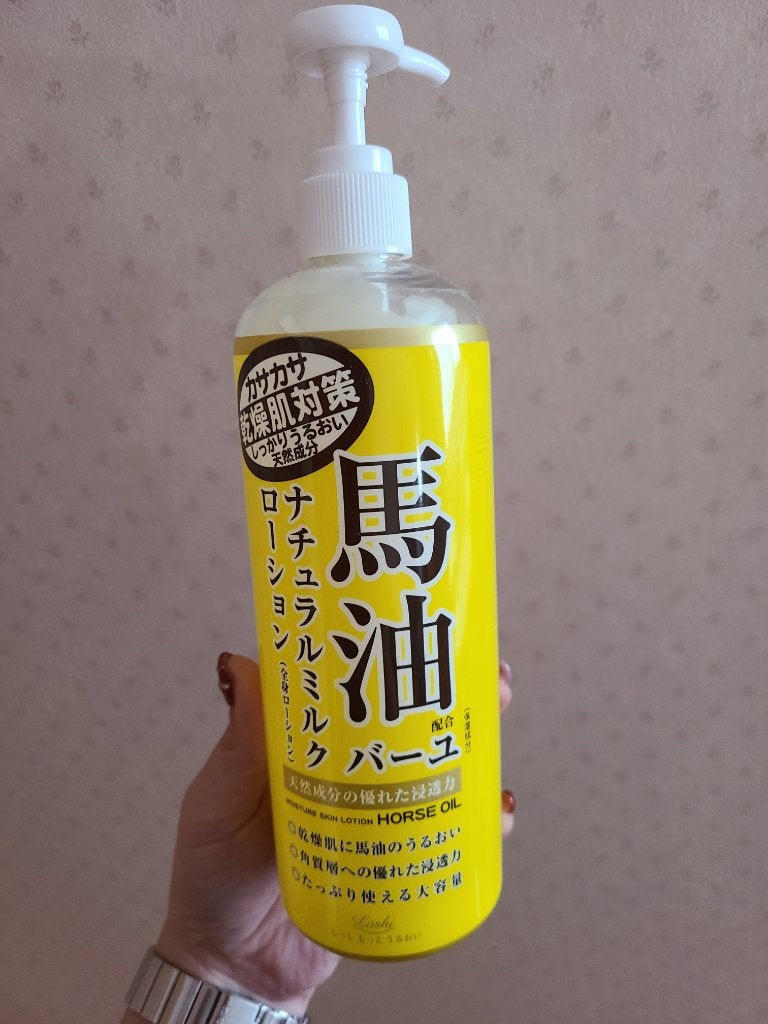 カサカサ
乾燥肌対策
しっかりうるおい
天然成分
馬油
配合
(保湿成分)
バーユ
ナチュラルミルク
ローション(全身ローション)
天然成分の優れた浸透力
MOISTURE SKIN LOTION HORSE OIL
◎乾燥肌に馬油のうるおい
◎角質層への優れた浸透力
◎たっぷり使える大容量
Loshi
もっと もっと うるおい